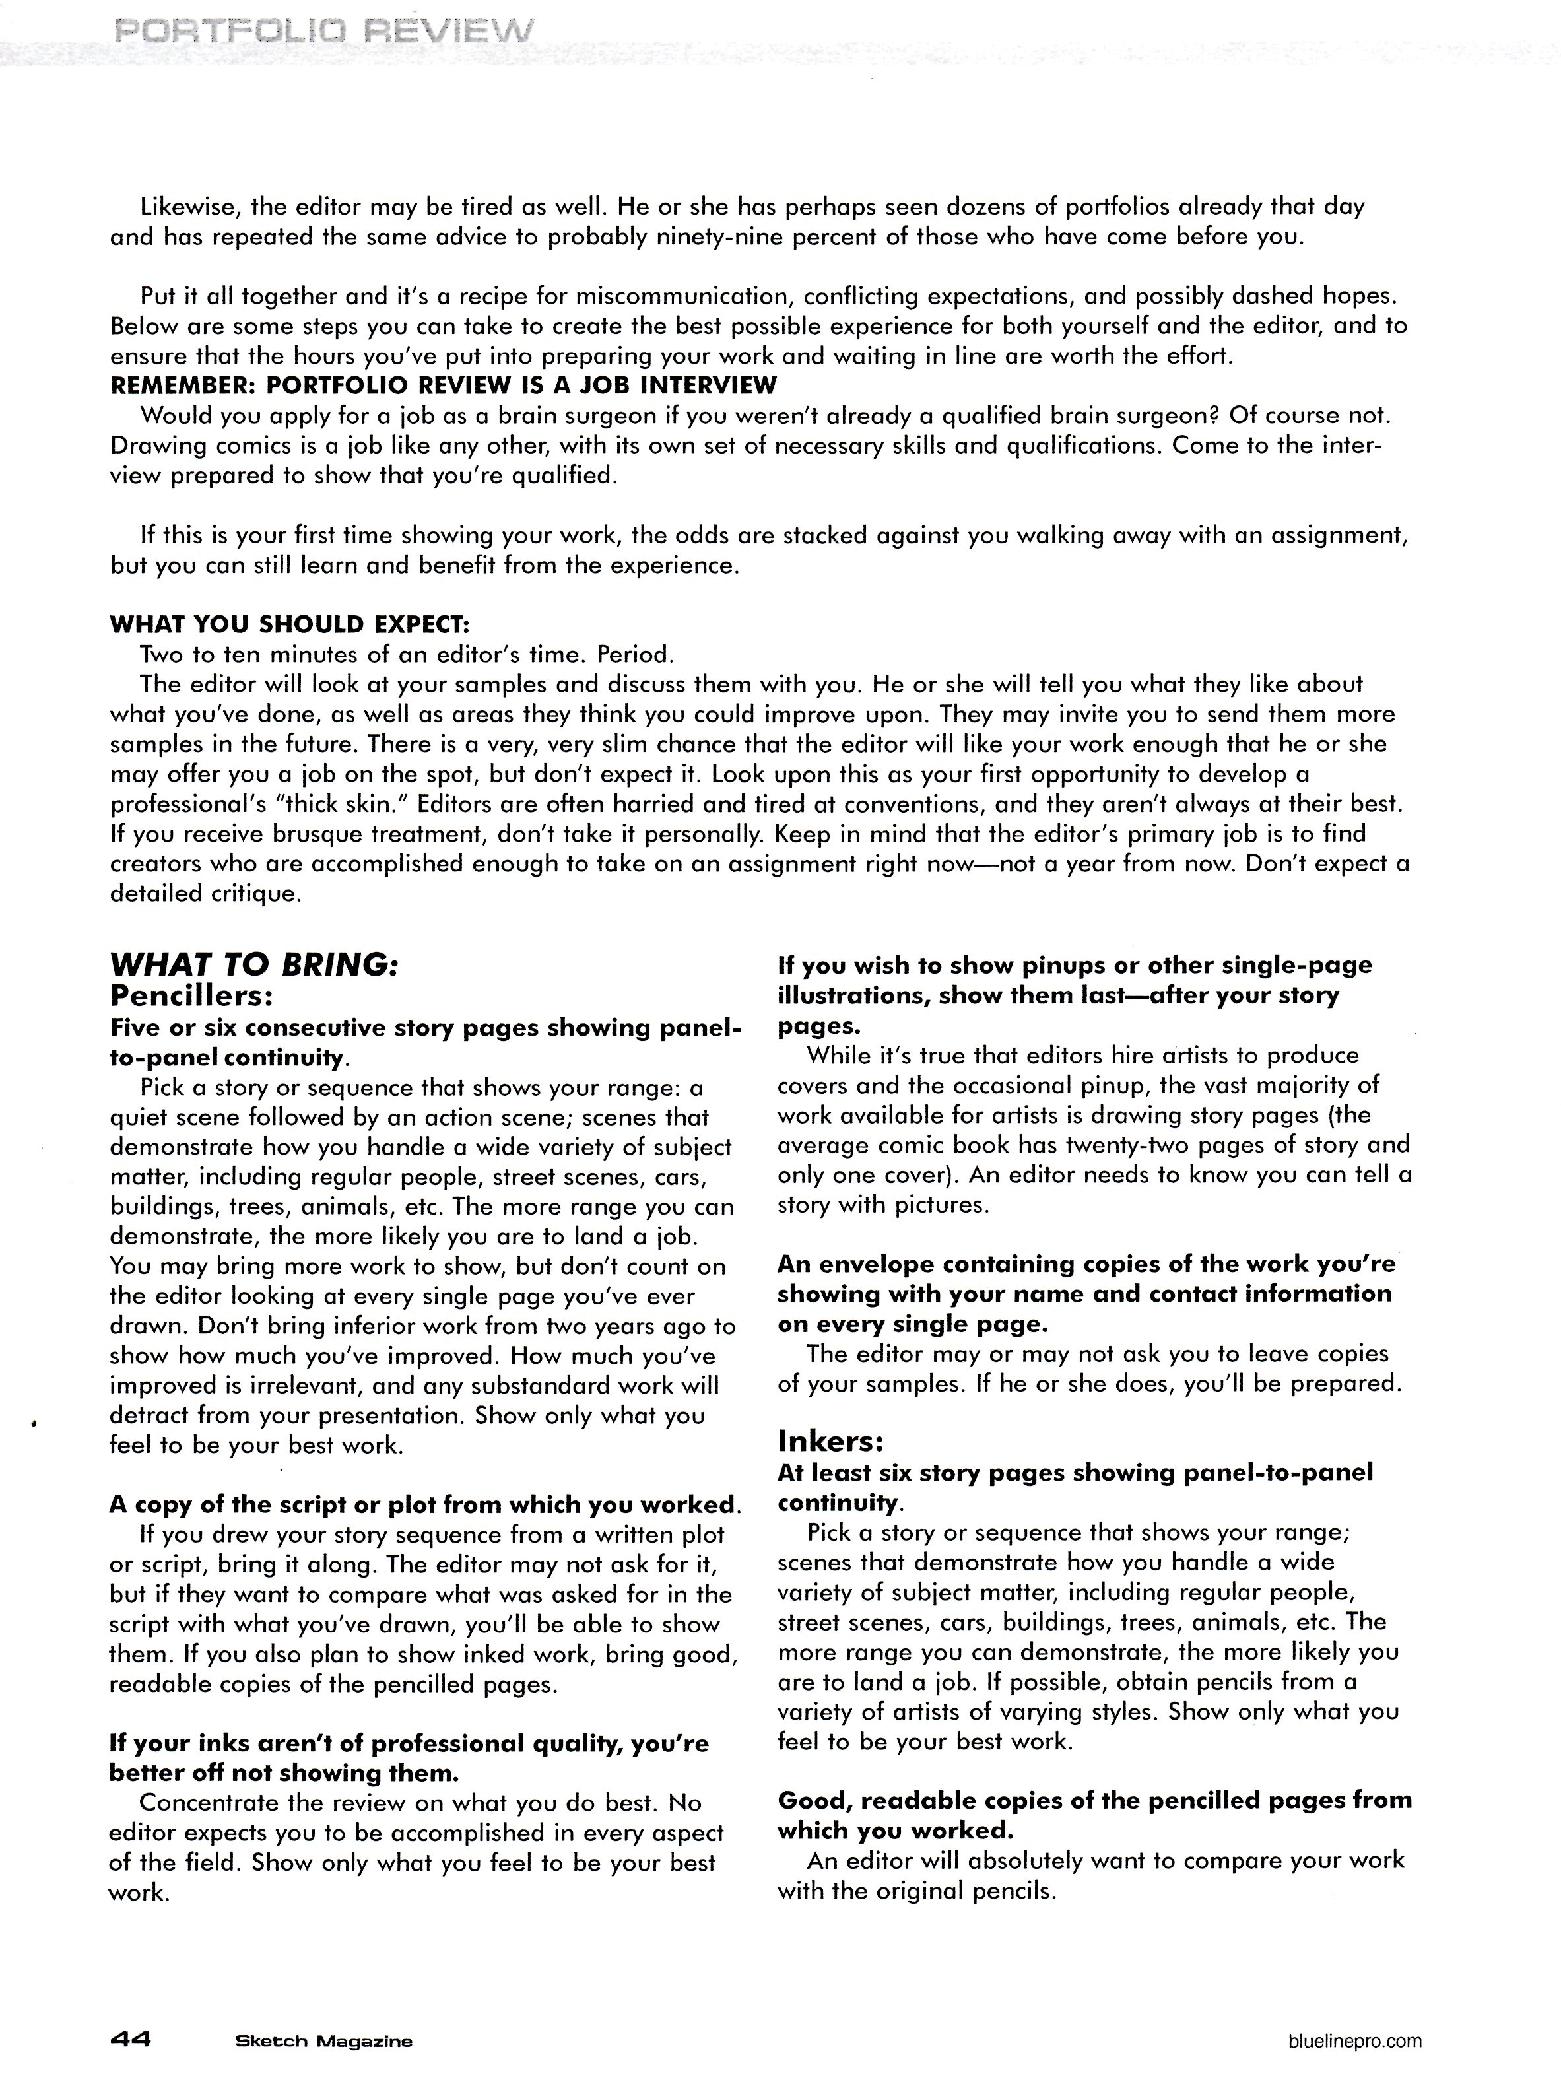 PORTFOLIO REVIEW
Likewise, the editor may be tired as well. He or she has perhaps seen dozens of portfolios already that day
and has repeated the same advice to probably ninety-nine percent of those who have come before you.
Put it all together and it's a recipe for miscommunication, conflicting expectations, and possibly dashed hopes.
Below are some steps you can take to create the best possible experience for both yourself and the editor, and to
ensure that the hours you've put into preparing your work and waiting in line are worth the effort.
REMEMBER: PORTFOLIO REVIEW IS A JOB INTERVIEW
Would you apply for a job as a brain surgeon if you weren't already a qualified brain surgeon? Of course not.
Drawing comics is a job like any other, with its own set of necessary skills and qualifications. Come to the inter-
view prepared to show that you're qualified.
If this is your first time showing your work, the odds are stacked against you walking away with an assignment,
but you can still learn and benefit from the experience.
WHAT YOU SHOULD EXPECT:
Two to ten minutes of an editor's time. Period.
The editor will look at your samples and discuss them with you. He or she will tell you what they like about
what you've done, as well as areas they think you could improve upon. They may invite you to send them more
samples in the future. There is a very, very slim chance that the editor will like your work enough that he or she
may offer you a job on the spot, but don't expect it. Look upon this as your first opportunity to develop a
professional's "thick skin." Editors are often harried and tired at conventions, and they aren't always at their best.
If you receive brusque treatment, don't take it personally. Keep in mind that the editor's primary job is to find
creators who are accomplished enough to take on an assignment right now—not a year from now. Don't expect a
detailed critique.
WHAT TO BRING:
Pencillers:
Five or six consecutive story pages showing panel-
to-panel continuity.
Pick a story or sequence that shows your range: a
quiet scene followed by an action scene; scenes that
demonstrate how you handle a wide variety of subject
matter, including regular people, street scenes, cars,
buildings, trees, animals, etc. The more range you can
demonstrate, the more likely you are to land a job.
You may bring more work to show, but don't count on
the editor looking at every single page you've ever
drawn. Don't bring inferior work from two years ago to
show how much you've improved. How much you've
improved is irrelevant, and any substandard work will
detract from your presentation. Show only what you
feel to be your best work.
A copy of the script or plot from which you worked.
If you drew your story sequence from a written plot
or script, bring it along. The editor may not ask for it,
but if they want to compare what was asked for in the
script with what you've drawn, you'll be able to show
them. If you also plan to show inked work, bring good,
readable copies of the pencilled pages.
If your inks aren't of professional quality, you're
better off not showing them.
Concentrate the review on what you do best. No
editor expects you to be accomplished in every aspect
of the field. Show only what you feel to be your best
work.
If you wish to show pinups or other single-page
illustrations, show them last—after your story
pages.
While it's true that editors hire artists to produce
covers and the occasional pinup, the vast majority of
work available for artists is drawing story pages (the
average comic book has twenty-two pages of story and
only one cover). An editor needs to know you can tell a
story with pictures.
An envelope containing copies of the work you're
showing with your name and contact information
on every single page.
The editor may or may not ask you to leave copies
of your samples. If he or she does, you'll be prepared.
Inkers:
At least six story pages showing panel-to-panel
continuity.
Pick a story or sequence that shows your range;
scenes that demonstrate how you handle a wide
variety of subject matter, including regular people,
street scenes, cars, buildings, trees, animals, etc. The
more range you can demonstrate, the more likely you
are to land a job. If possible, obtain pencils from a
variety of artists of varying styles. Show only what you
feel to be your best work.
Good, readable copies of the pencilled pages from
which you worked.
An editor will absolutely want to compare your work
with the original pencils.
44 Sketch Magazine bluelinepro.com